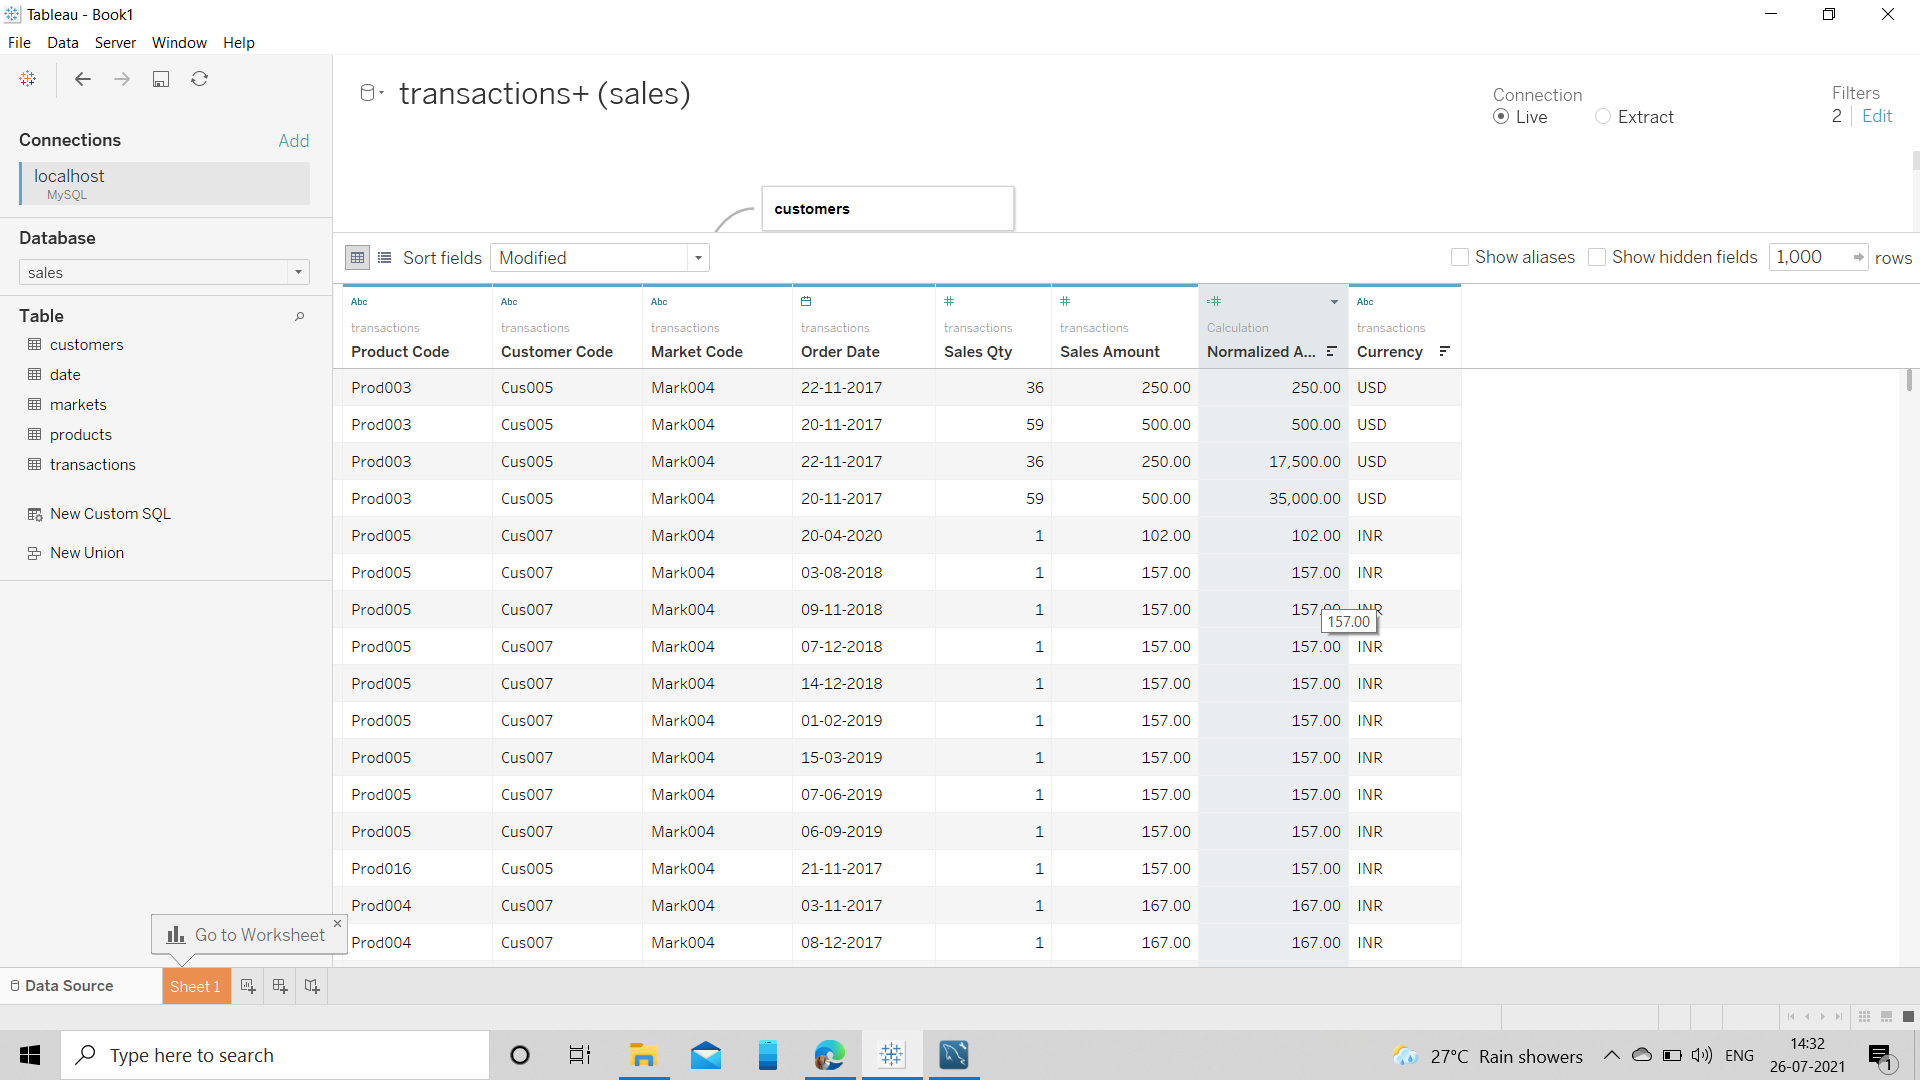 Tableau - Book1
File Data Server Window Help
transactions+ (sales)
Connection
Live Extract
Filters
2 Edit
Connections Add
localhost
MySQL
Database
sales
Table
customers
date
markets
products
transactions
New Custom SQL
New Union
customers
Sort fields Modified Show aliases Show hidden fields 1,000 rows
Abc Abc Abc # # =# Abc
transactions transactions transactions transactions transactions transactions Calculation transactions
Product Code Customer Code Market Code Order Date Sales Qty Sales Amount Normalized A... Currency
Prod003 Cus005 Mark004 22-11-2017 36 250.00 250.00 USD
Prod003 Cus005 Mark004 20-11-2017 59 500.00 500.00 USD
Prod003 Cus005 Mark004 22-11-2017 36 250.00 17,500.00 USD
Prod003 Cus005 Mark004 20-11-2017 59 500.00 35,000.00 USD
Prod005 Cus007 Mark004 20-04-2020 1 102.00 102.00 INR
Prod005 Cus007 Mark004 03-08-2018 1 157.00 157.00 INR
Prod005 Cus007 Mark004 09-11-2018 1 157.00 157.00 INR
157.00
Prod005 Cus007 Mark004 07-12-2018 1 157.00 157.00 INR
Prod005 Cus007 Mark004 14-12-2018 1 157.00 157.00 INR
Prod005 Cus007 Mark004 01-02-2019 1 157.00 157.00 INR
Prod005 Cus007 Mark004 15-03-2019 1 157.00 157.00 INR
Prod005 Cus007 Mark004 07-06-2019 1 157.00 157.00 INR
Prod005 Cus007 Mark004 06-09-2019 1 157.00 157.00 INR
Prod016 Cus005 Mark004 21-11-2017 1 157.00 157.00 INR
Prod004 Cus007 Mark004 03-11-2017 1 167.00 167.00 INR
Prod004 Cus007 Mark004 08-12-2017 1 167.00 167.00 INR
Go to Worksheet
Data Source Sheet 1
Type here to search
27°C Rain showers ENG
14:32
26-07-2021
1